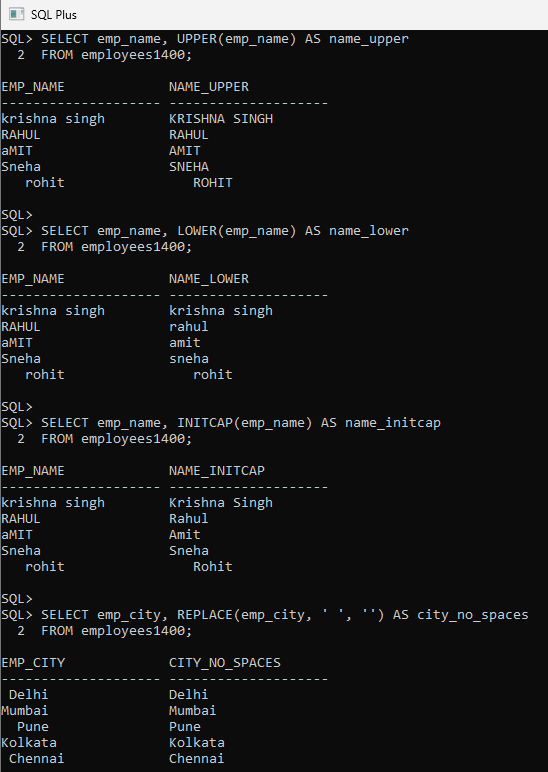 SQL Plus
SQL> SELECT emp_name, UPPER(emp_name) AS name_upper
  2  FROM employees1400;
EMP_NAME             NAME_UPPER
-------------------- --------------------
krishna singh        KRISHNA SINGH
RAHUL                RAHUL
aMIT                 AMIT
Sneha                SNEHA
   rohit                ROHIT
SQL>
SQL> SELECT emp_name, LOWER(emp_name) AS name_lower
  2  FROM employees1400;
EMP_NAME             NAME_LOWER
-------------------- --------------------
krishna singh        krishna singh
RAHUL                rahul
aMIT                 amit
Sneha                sneha
   rohit                rohit
SQL>
SQL> SELECT emp_name, INITCAP(emp_name) AS name_initcap
  2  FROM employees1400;
EMP_NAME             NAME_INITCAP
-------------------- --------------------
krishna singh        Krishna Singh
RAHUL                Rahul
aMIT                 Amit
Sneha                Sneha
   rohit                Rohit
SQL>
SQL> SELECT emp_city, REPLACE(emp_city, ' ', '') AS city_no_spaces
  2  FROM employees1400;
EMP_CITY             CITY_NO_SPACES
-------------------- --------------------
 Delhi               Delhi
Mumbai               Mumbai
  Pune               Pune
Kolkata              Kolkata
 Chennai             Chennai